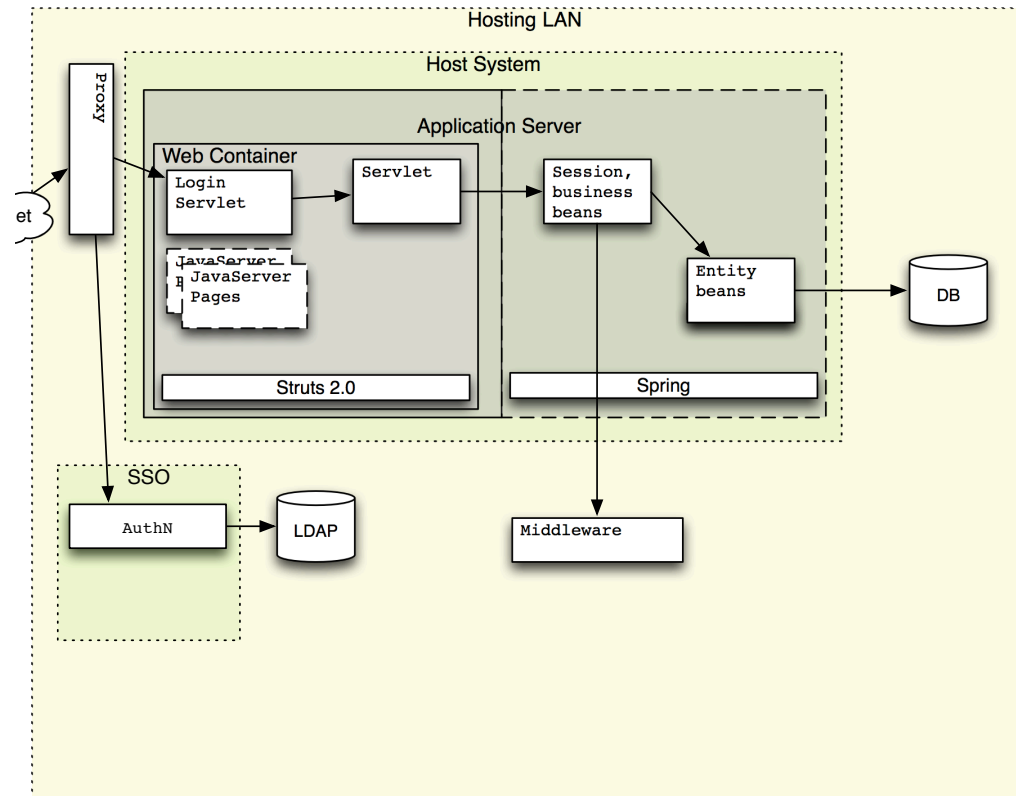 Hosting LAN
Host System
Proxy
Application Server
Web Container
Login
Servlet
Servlet
Session,
business
beans
et
JavaServer
JavaServer
Pages
Entity
beans
DB
Struts 2.0
Spring
SSO
AuthN
LDAP
Middleware